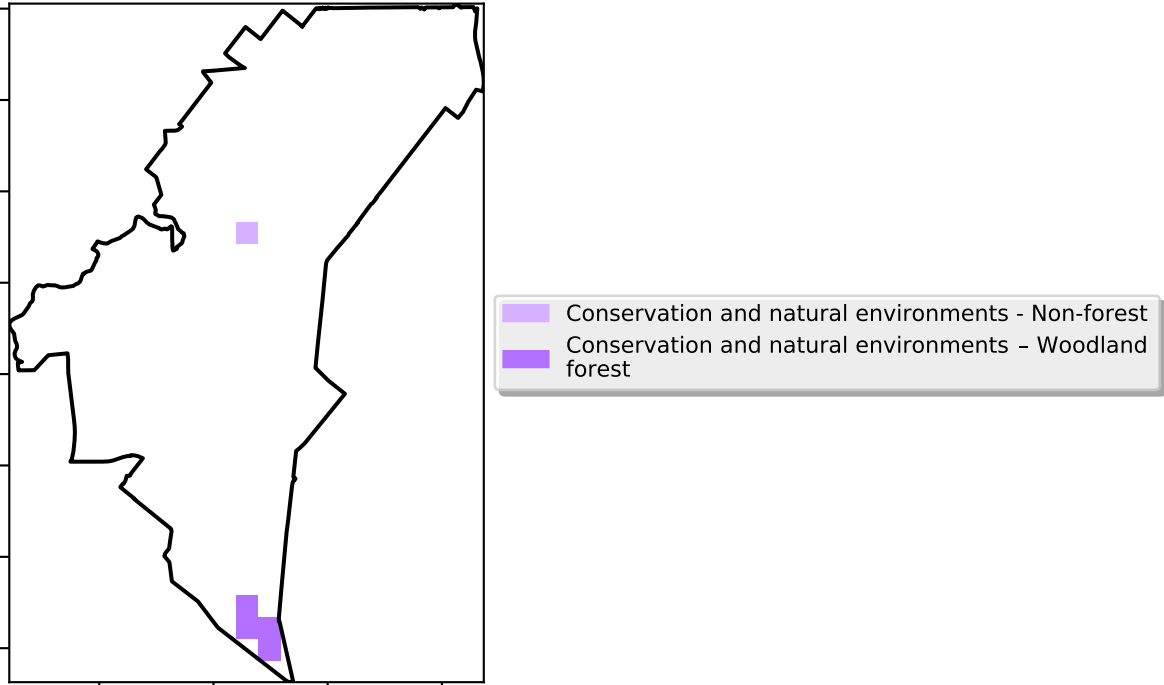 Conservation and natural environments - Non-forest
Conservation and natural environments – Woodland
forest